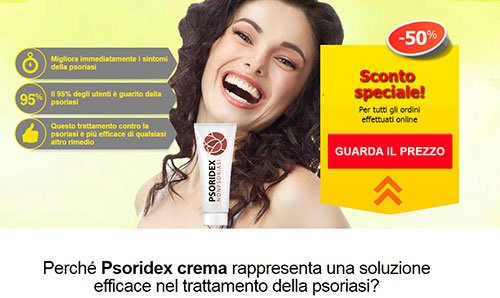 Migliora immediatamente i sintomi
della psoriasi
95%
Il 95% degli utenti è guarito dalla
psoriasi
Questo trattamento contro la
psoriasi è più efficace di qualsiasi
altro rimedio
PSORIDEX
NONPSORIASI
-50%
Sconto
speciale!
Per tutti gli ordini
effettuati online
GUARDA IL PREZZO
Perché Psoridex crema rappresenta una soluzione
efficace nel trattamento della psoriasi?